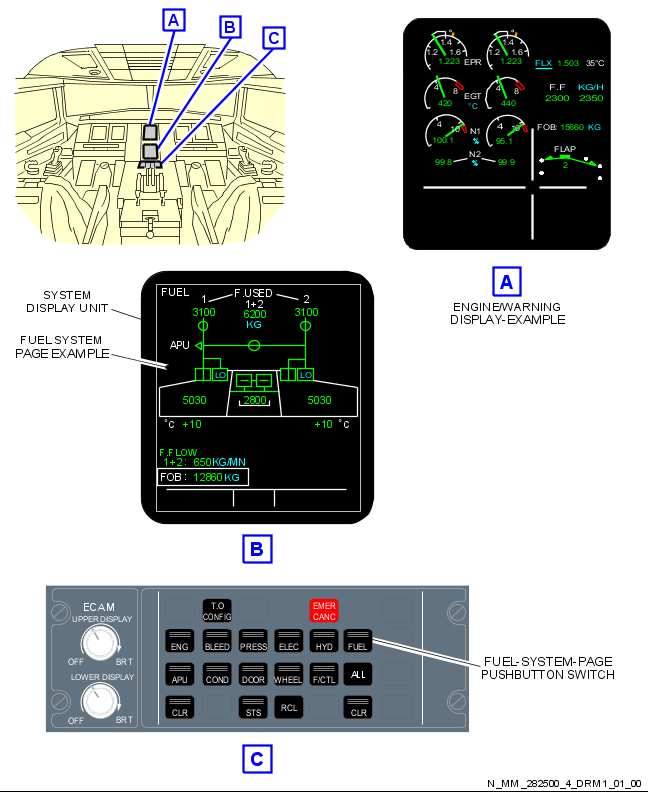 A
B
C
1.4
1.2 1.6
1.223 EPR
1.4
1.2 1.6
1.223
FLX 1.503 35°C
4 8
420
EGT
°C
4 8
440
F.F KG/H
2300 2350
4 10
100.1
N1
%
4 10
95.1
FOB: 15860 KG
99.8 N2
%
99.9
FLAP
2
A
ENGINE/WARNING
DISPLAY-EXAMPLE
SYSTEM
DISPLAY UNIT
FUEL SYSTEM
PAGE EXAMPLE
FUEL
1 F.USED 2
1+2
3100 6200 3100
KG
APU
LO LO
5030 2800 5030
°C +10 +10 °C
F.FLOW
1+2: 650 KG/MN
FOB: 12860 KG
B
ECAM
UPPER DISPLAY
OFF BRT
LOWER DISPLAY
OFF BRT
T.O
CONFIG
EMER
CANC
ENG BLEED PRESS ELEC HYD FUEL
APU COND DOOR WHEEL F/CTL ALL
CLR STS RCL CLR
FUEL-SYSTEM-PAGE
PUSHBUTTON SWITCH
C
N_MM_282500_4_DRM1_01_00